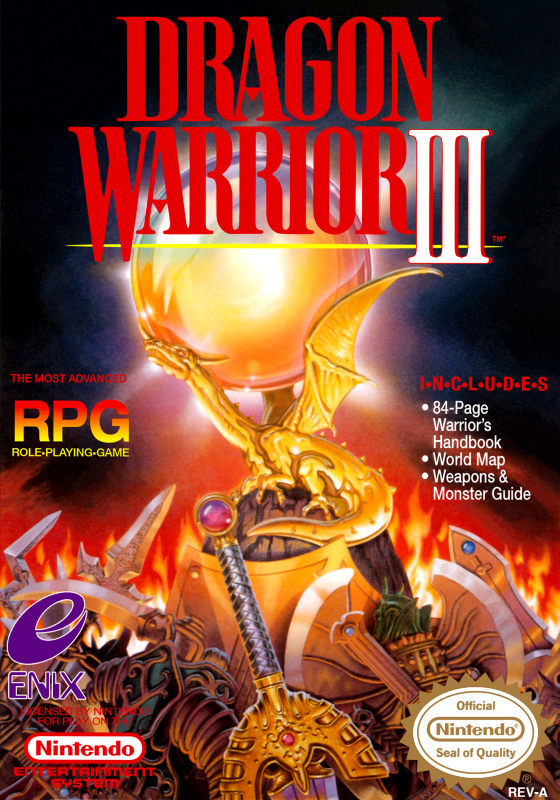 DRAGON
WARRIOR III
™
THE MOST ADVANCED
RPG
ROLE•PLAYING•GAME
I•N•C•L•U•D•E•S
• 84-Page
Warrior's
Handbook
• World Map
• Weapons &
Monster Guide
e
ENIX
LICENSED BY NINTENDO
FOR PLAY ON THE
Nintendo
ENTERTAINMENT
SYSTEM
Official
Nintendo®
Seal of Quality
®
REV-A